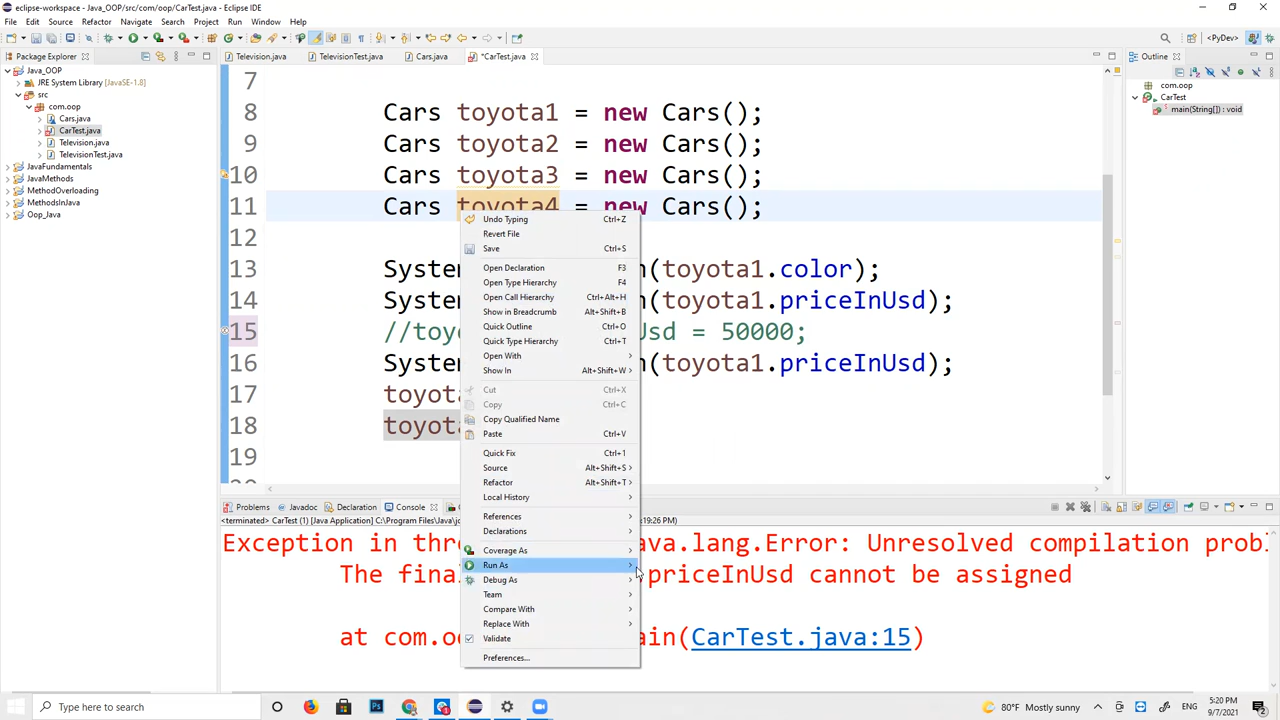 eclipse-workspace - Java_OOP/src/com/oop/CarTest.java - Eclipse IDE
File Edit Source Refactor Navigate Search Project Run Window Help
<PyDev>
Package Explorer
Television.java TelevisionTest.java Cars.java *CarTest.java
Outline
Java_OOP
JRE System Library [JavaSE-1.8]
src
com.oop
Cars.java
CarTest.java
Television.java
TelevisionTest.java
JavaFundamentals
JavaMethods
MethodOverloading
MethodsInJava
Oop_Java
7
8 Cars toyota1 = new Cars();
9 Cars toyota2 = new Cars();
10 Cars toyota3 = new Cars();
11 Cars toyota4 = new Cars();
12
13 System n(toyota1.color);
14 System n(toyota1.priceInUsd);
15 //toy Usd = 50000;
16 System n(toyota1.priceInUsd);
17 toyota
18 toyota
19
com.oop
CarTest
main(String[]) : void
Undo Typing Ctrl+Z
Revert File
Save Ctrl+S
Open Declaration F3
Open Type Hierarchy F4
Open Call Hierarchy Ctrl+Alt+H
Show in Breadcrumb Alt+Shift+B
Quick Outline Ctrl+O
Quick Type Hierarchy Ctrl+T
Open With
Show In Alt+Shift+W
Cut Ctrl+X
Copy Ctrl+C
Copy Qualified Name
Paste Ctrl+V
Quick Fix Ctrl+1
Source Alt+Shift+S
Refactor Alt+Shift+T
Local History
References
Declarations
Coverage As
Run As
Debug As
Team
Compare With
Replace With
Validate
Preferences...
Problems Javadoc Declaration Console
<terminated> CarTest (1) [Java Application] C:\Program Files\Java\j :19:26 PM)
Exception in thre ava.lang.Error: Unresolved compilation probl
The final .priceInUsd cannot be assigned
at com.oo ain(CarTest.java:15)
Type here to search
80°F Mostly sunny
ENG
5:20 PM
9/7/2021